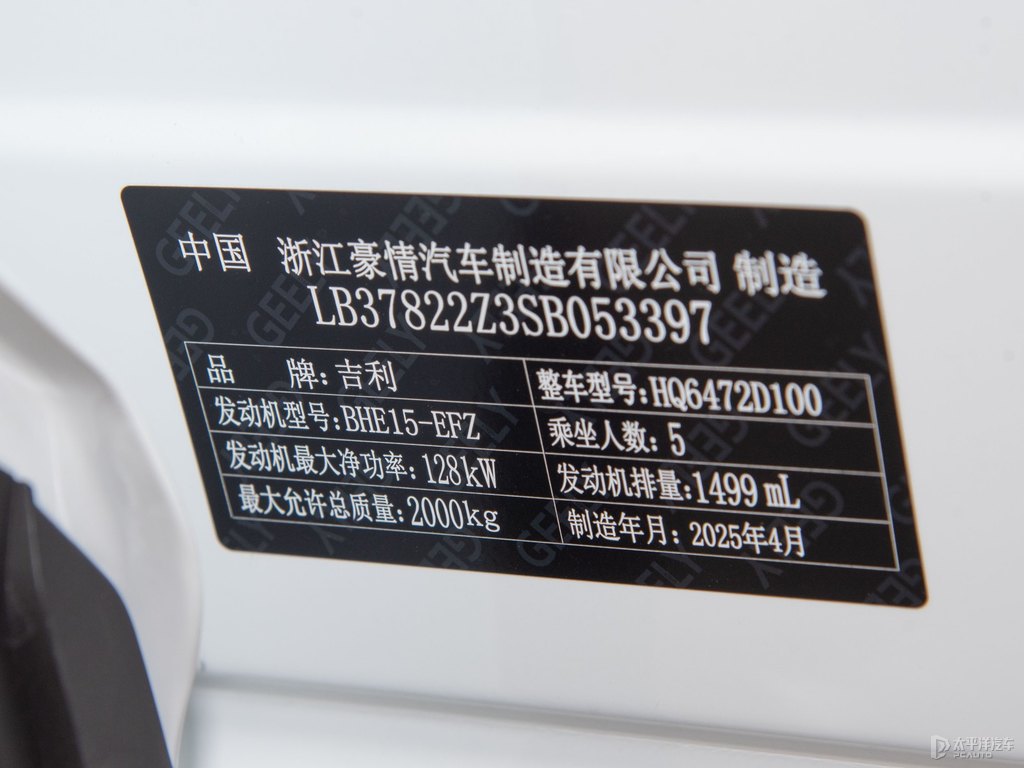 中国 浙江豪情汽车制造有限公司 制造
LB37822Z3SB053397
品 牌:吉利 整车型号:HQ6472D100
发动机型号:BHE15-EFZ 乘坐人数:5
发动机最大净功率:128kW 发动机排量:1499 mL
最大允许总质量:2000kg 制造年月:2025年4月
太平洋汽车
PCAUTO